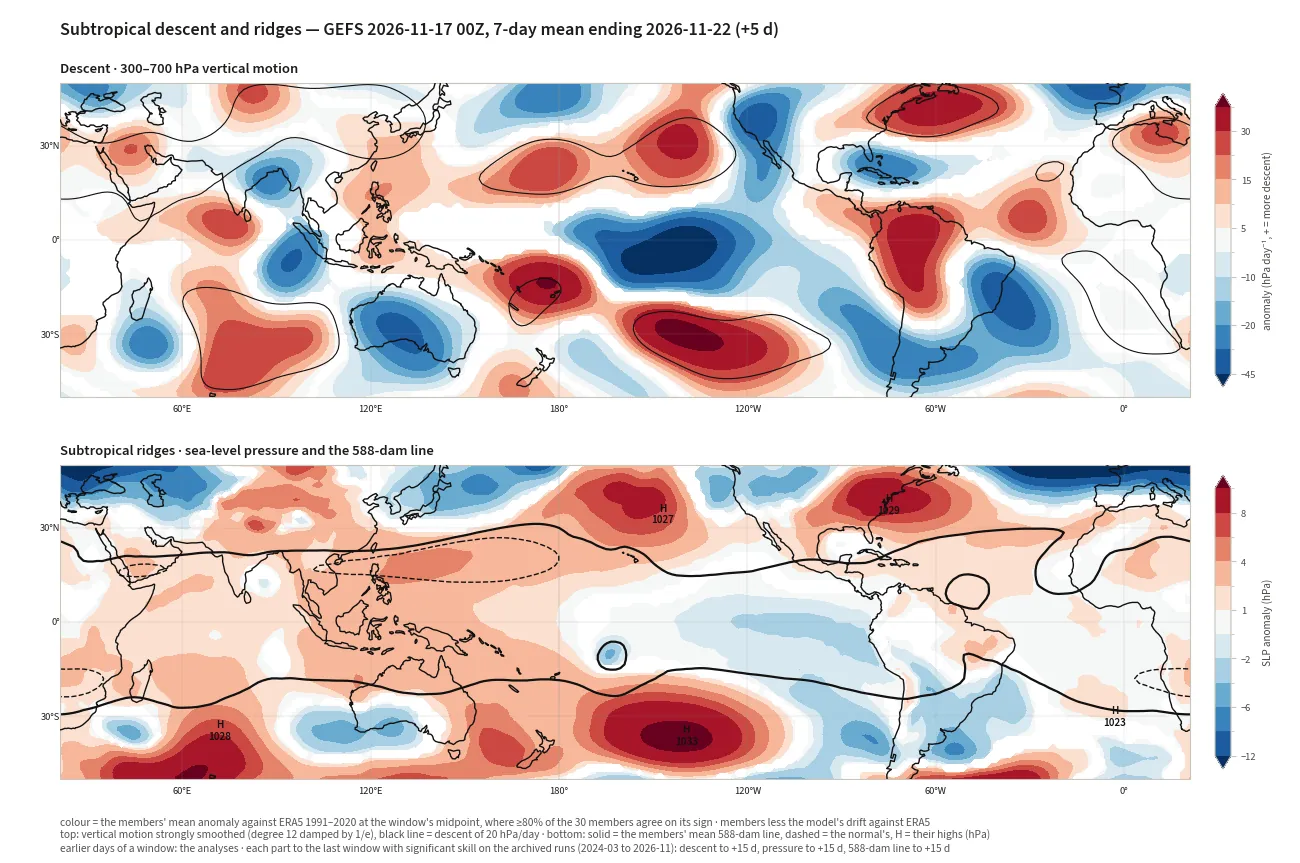 Subtropical descent and ridges — GEFS 2026-11-17 00Z, 7-day mean ending 2026-11-22 (+5 d)
Descent · 300–700 hPa vertical motion
30°N
0°
30°S
60°E
120°E
180°
120°W
60°W
0°
30
15
5
−10
−20
−45
anomaly (hPa day⁻¹, + = more descent)
Subtropical ridges · sea-level pressure and the 588-dam line
30°N
0°
30°S
H
1027
H
1029
H
1028
H
1033
H
1023
60°E
120°E
180°
120°W
60°W
0°
8
4
1
−2
−6
−12
SLP anomaly (hPa)
colour = the members' mean anomaly against ERA5 1991–2020 at the window's midpoint, where ≥80% of the 30 members agree on its sign · members less the model's drift against ERA5
top: vertical motion strongly smoothed (degree 12 damped by 1/e), black line = descent of 20 hPa/day · bottom: solid = the members' mean 588-dam line, dashed = the normal's, H = their highs (hPa)
earlier days of a window: the analyses · each part to the last window with significant skill on the archived runs (2024-03 to 2026-11): descent to +15 d, pressure to +15 d, 588-dam line to +15 d